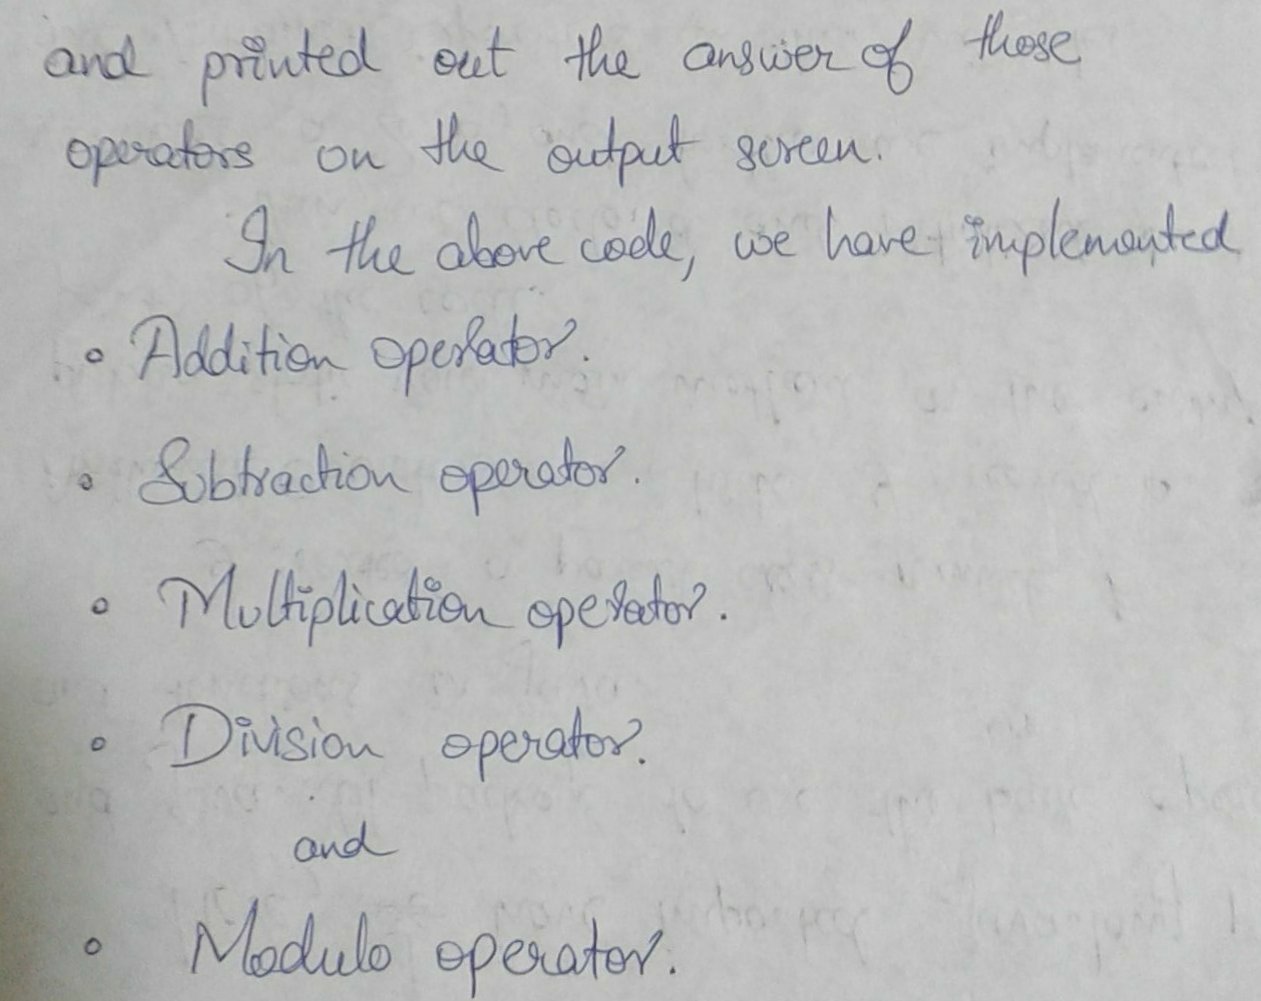 and printed out the answer of those
operators on the output screen.
In the above code, we have implemented
• Addition operator.
• Subtraction operator.
• Multiplication operator.
• Division operator.
and
• Modulo operator.